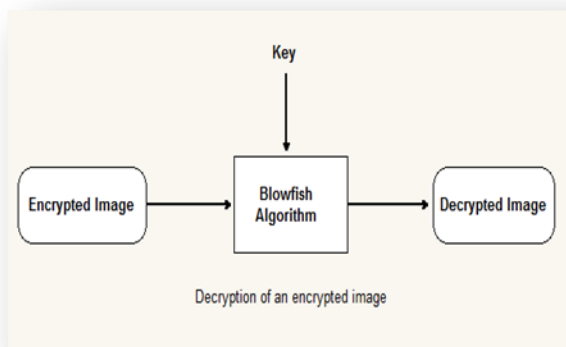 Key
Encrypted Image
Blowfish
Algorithm
Decrypted Image
Decryption of an encrypted image